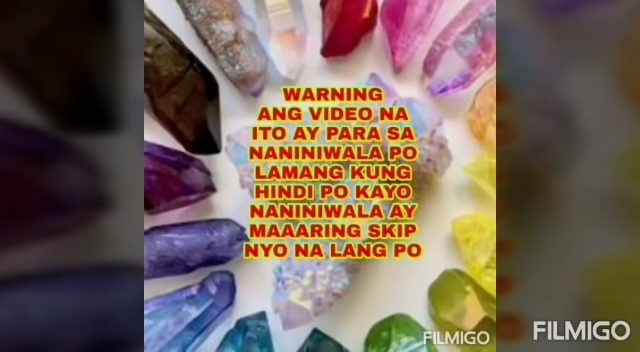 WARNING
ANG VIDEO NA
ITO AY PARA SA
NANINIWALA PO
LAMANG KUNG
HINDI PO KAYO
NANINIWALA AY
MAAARING SKIP
NYO NA LANG PO
FILMIGO
FILMIGO